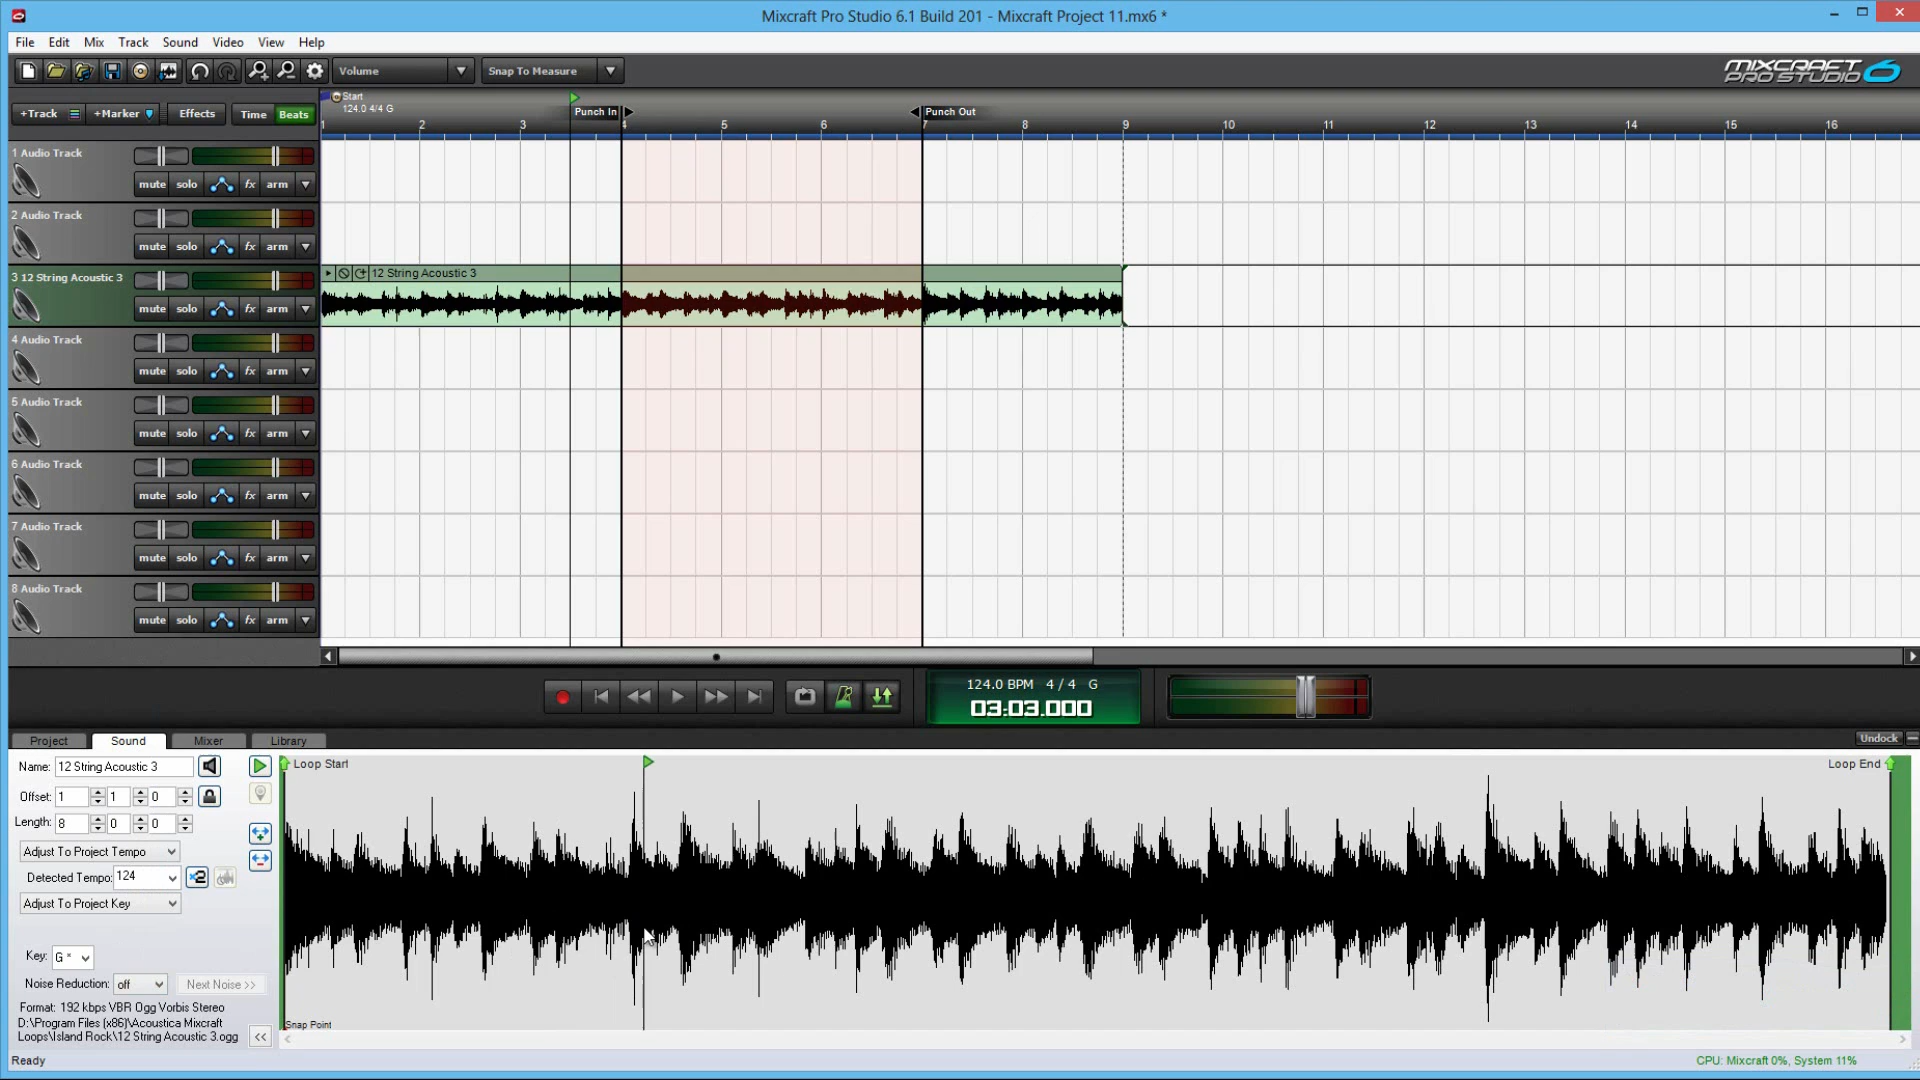 Mixcraft Pro Studio 6.1 Build 201 - Mixcraft Project 11.mx6 *
File Edit Mix Track Sound Video View Help
Volume Snap To Measure MIXCRAFT PRO STUDIO 6
+Track +Marker Effects Time Beats
Start
124.0 4/4 G
Punch In Punch Out
1 2 3 4 5 6 7 8 9 10 11 12 13 14 15 16
1 Audio Track
mute solo fx arm
2 Audio Track
mute solo fx arm
3 12 String Acoustic 3
12 String Acoustic 3
mute solo fx arm
4 Audio Track
mute solo fx arm
5 Audio Track
mute solo fx arm
6 Audio Track
mute solo fx arm
7 Audio Track
mute solo fx arm
8 Audio Track
mute solo fx arm
124.0 BPM 4/4 G
03:03.000
Project Sound Mixer Library Undock
Name: 12 String Acoustic 3
Loop Start Loop End
Offset: 1 1 0
Length: 8 0 0
Adjust To Project Tempo
Detected Tempo: 124 x2
Adjust To Project Key
Key: G *
Noise Reduction: off Next Noise >>
Format: 192 kbps VBR Ogg Vorbis Stereo
D:\Program Files (x86)\Acoustica Mixcraft
Loops\Island Rock\12 String Acoustic 3.ogg
<<
Snap Point
Ready
CPU: Mixcraft 0%, System 11%